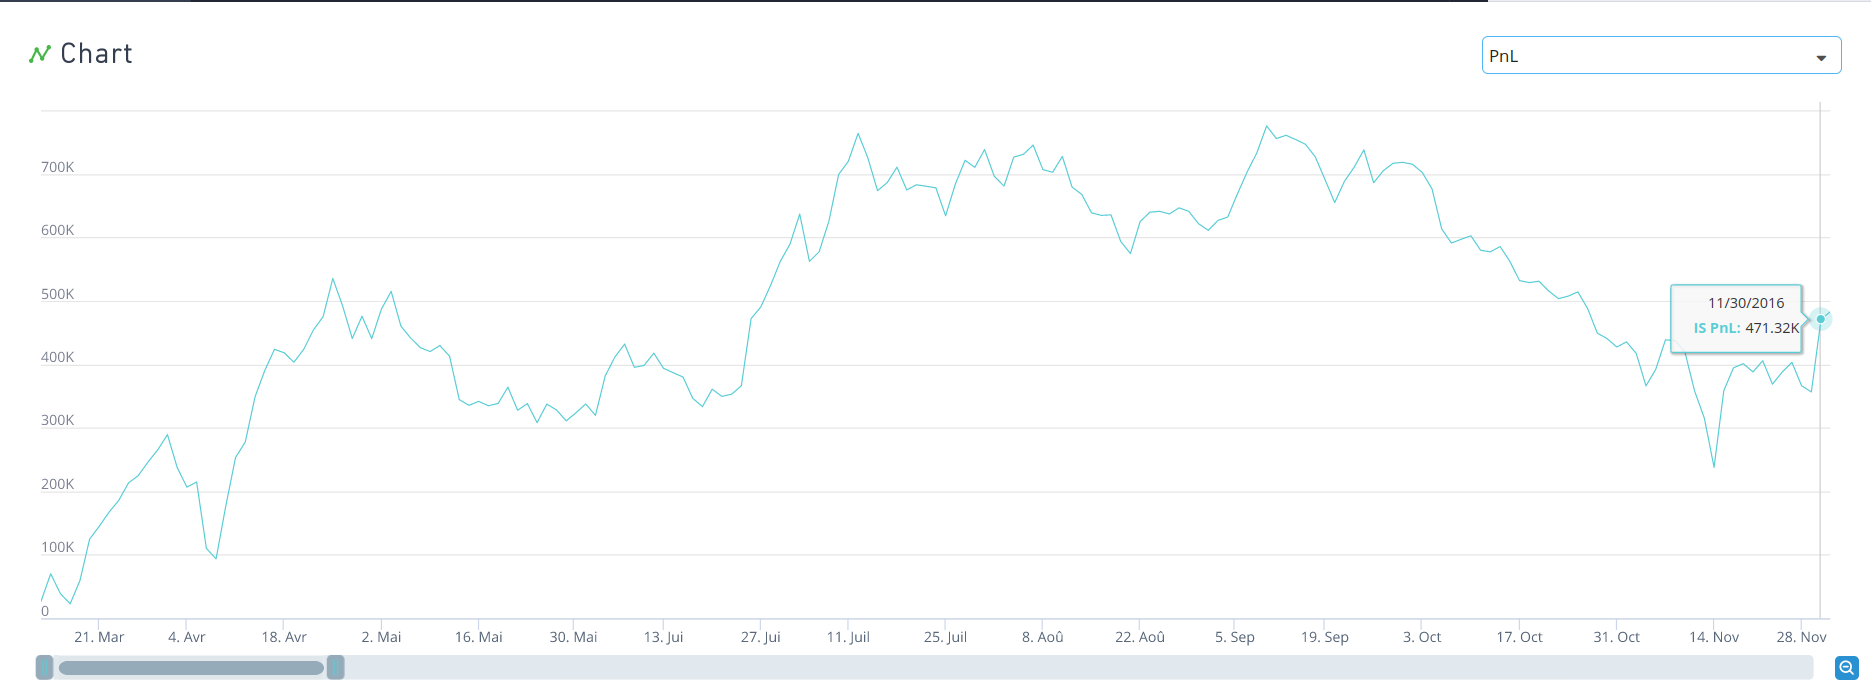 Chart
PnL
700K
600K
500K
400K
300K
200K
100K
0
11/30/2016
IS PnL: 471.32K
21. Mar 4. Avr 18. Avr 2. Mai 16. Mai 30. Mai 13. Jui 27. Jui 11. Juil 25. Juil 8. Aoû 22. Aoû 5. Sep 19. Sep 3. Oct 17. Oct 31. Oct 14. Nov 28. Nov